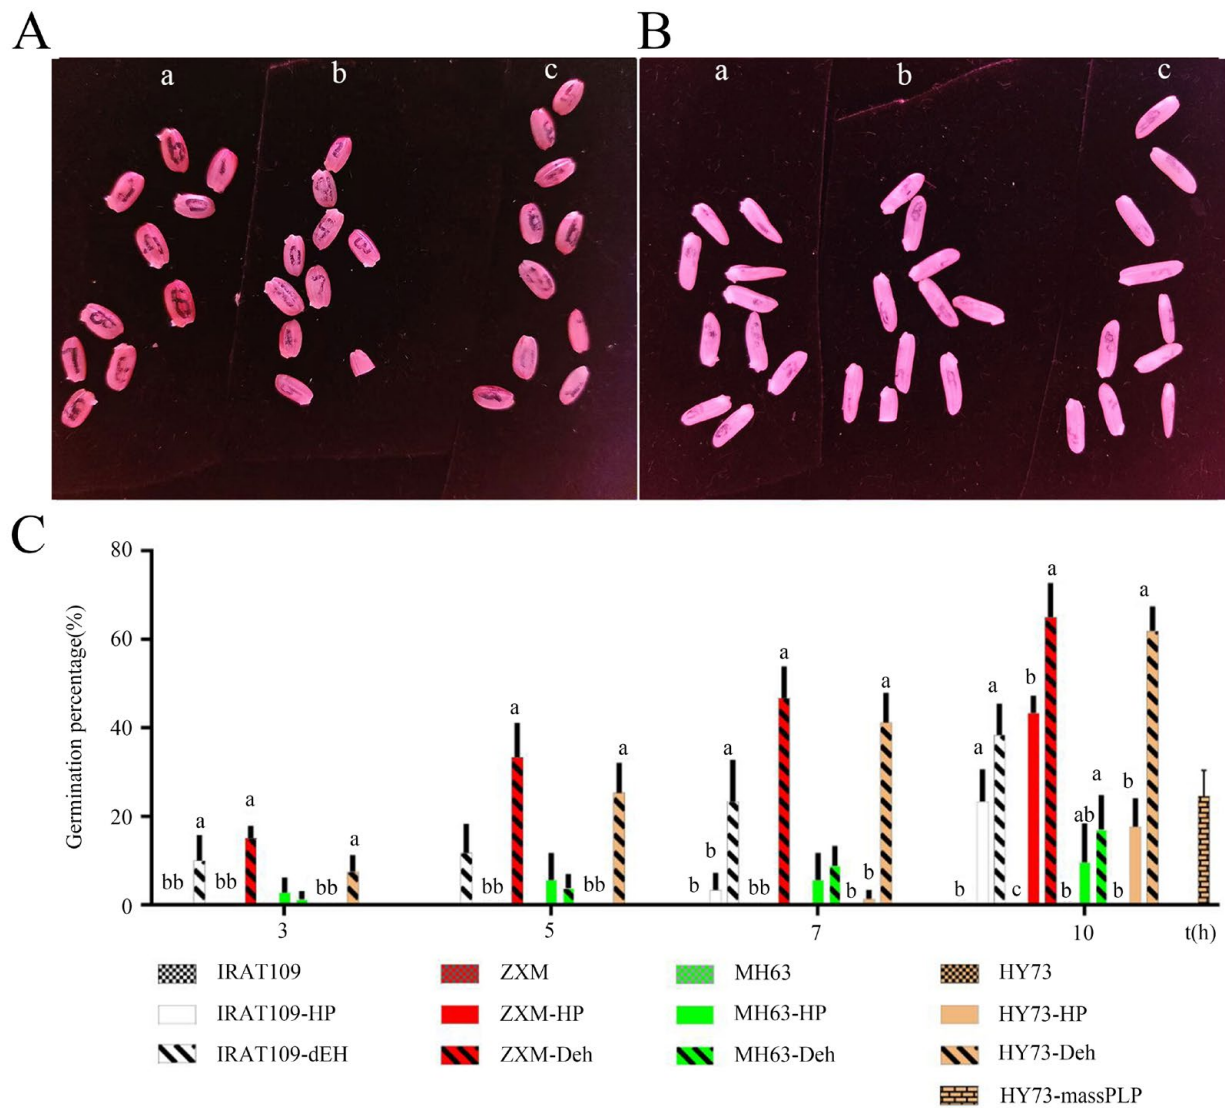 A
B
a
b
c
a
b
c
C
80
60
40
20
0
Germination percentage(%)
bb
a
bb
a
bb
a
bb
a
bb
a
b
b
a
bb
a
b
b
a
b
a
a
c
b
a
b
ab
a
b
b
a
3
5
7
10
t(h)
IRAT109
ZXM
MH63
HY73
IRAT109-HP
ZXM-HP
MH63-HP
HY73-HP
IRAT109-dEH
ZXM-Deh
MH63-Deh
HY73-Deh
HY73-massPLP